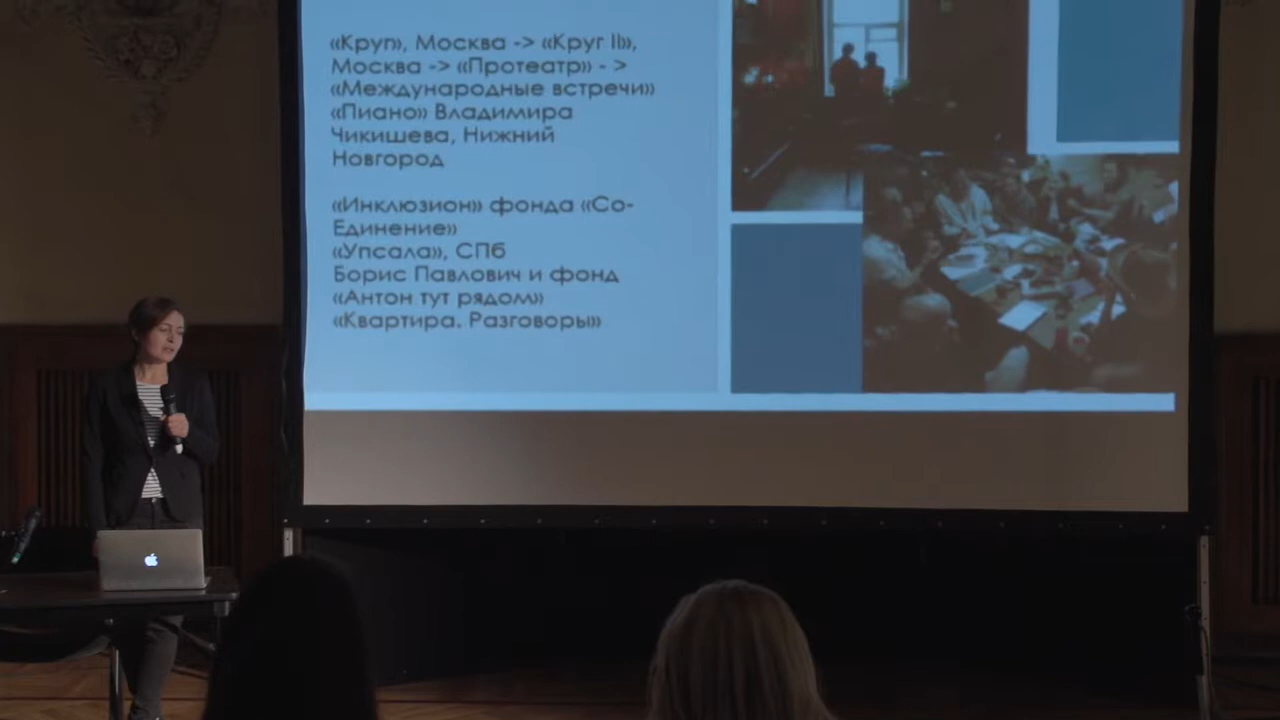 «Круг», Москва -> «Круг II»,
Москва -> «Протеатр» - >
«Международные встречи»
«Пиано» Владимира
Чикишева, Нижний
Новгород
«Инклюзион» фонда «Со-
Единение»
«Упсала», СПб
Борис Павлович и фонд
«Антон тут рядом»
«Квартира. Разговоры»